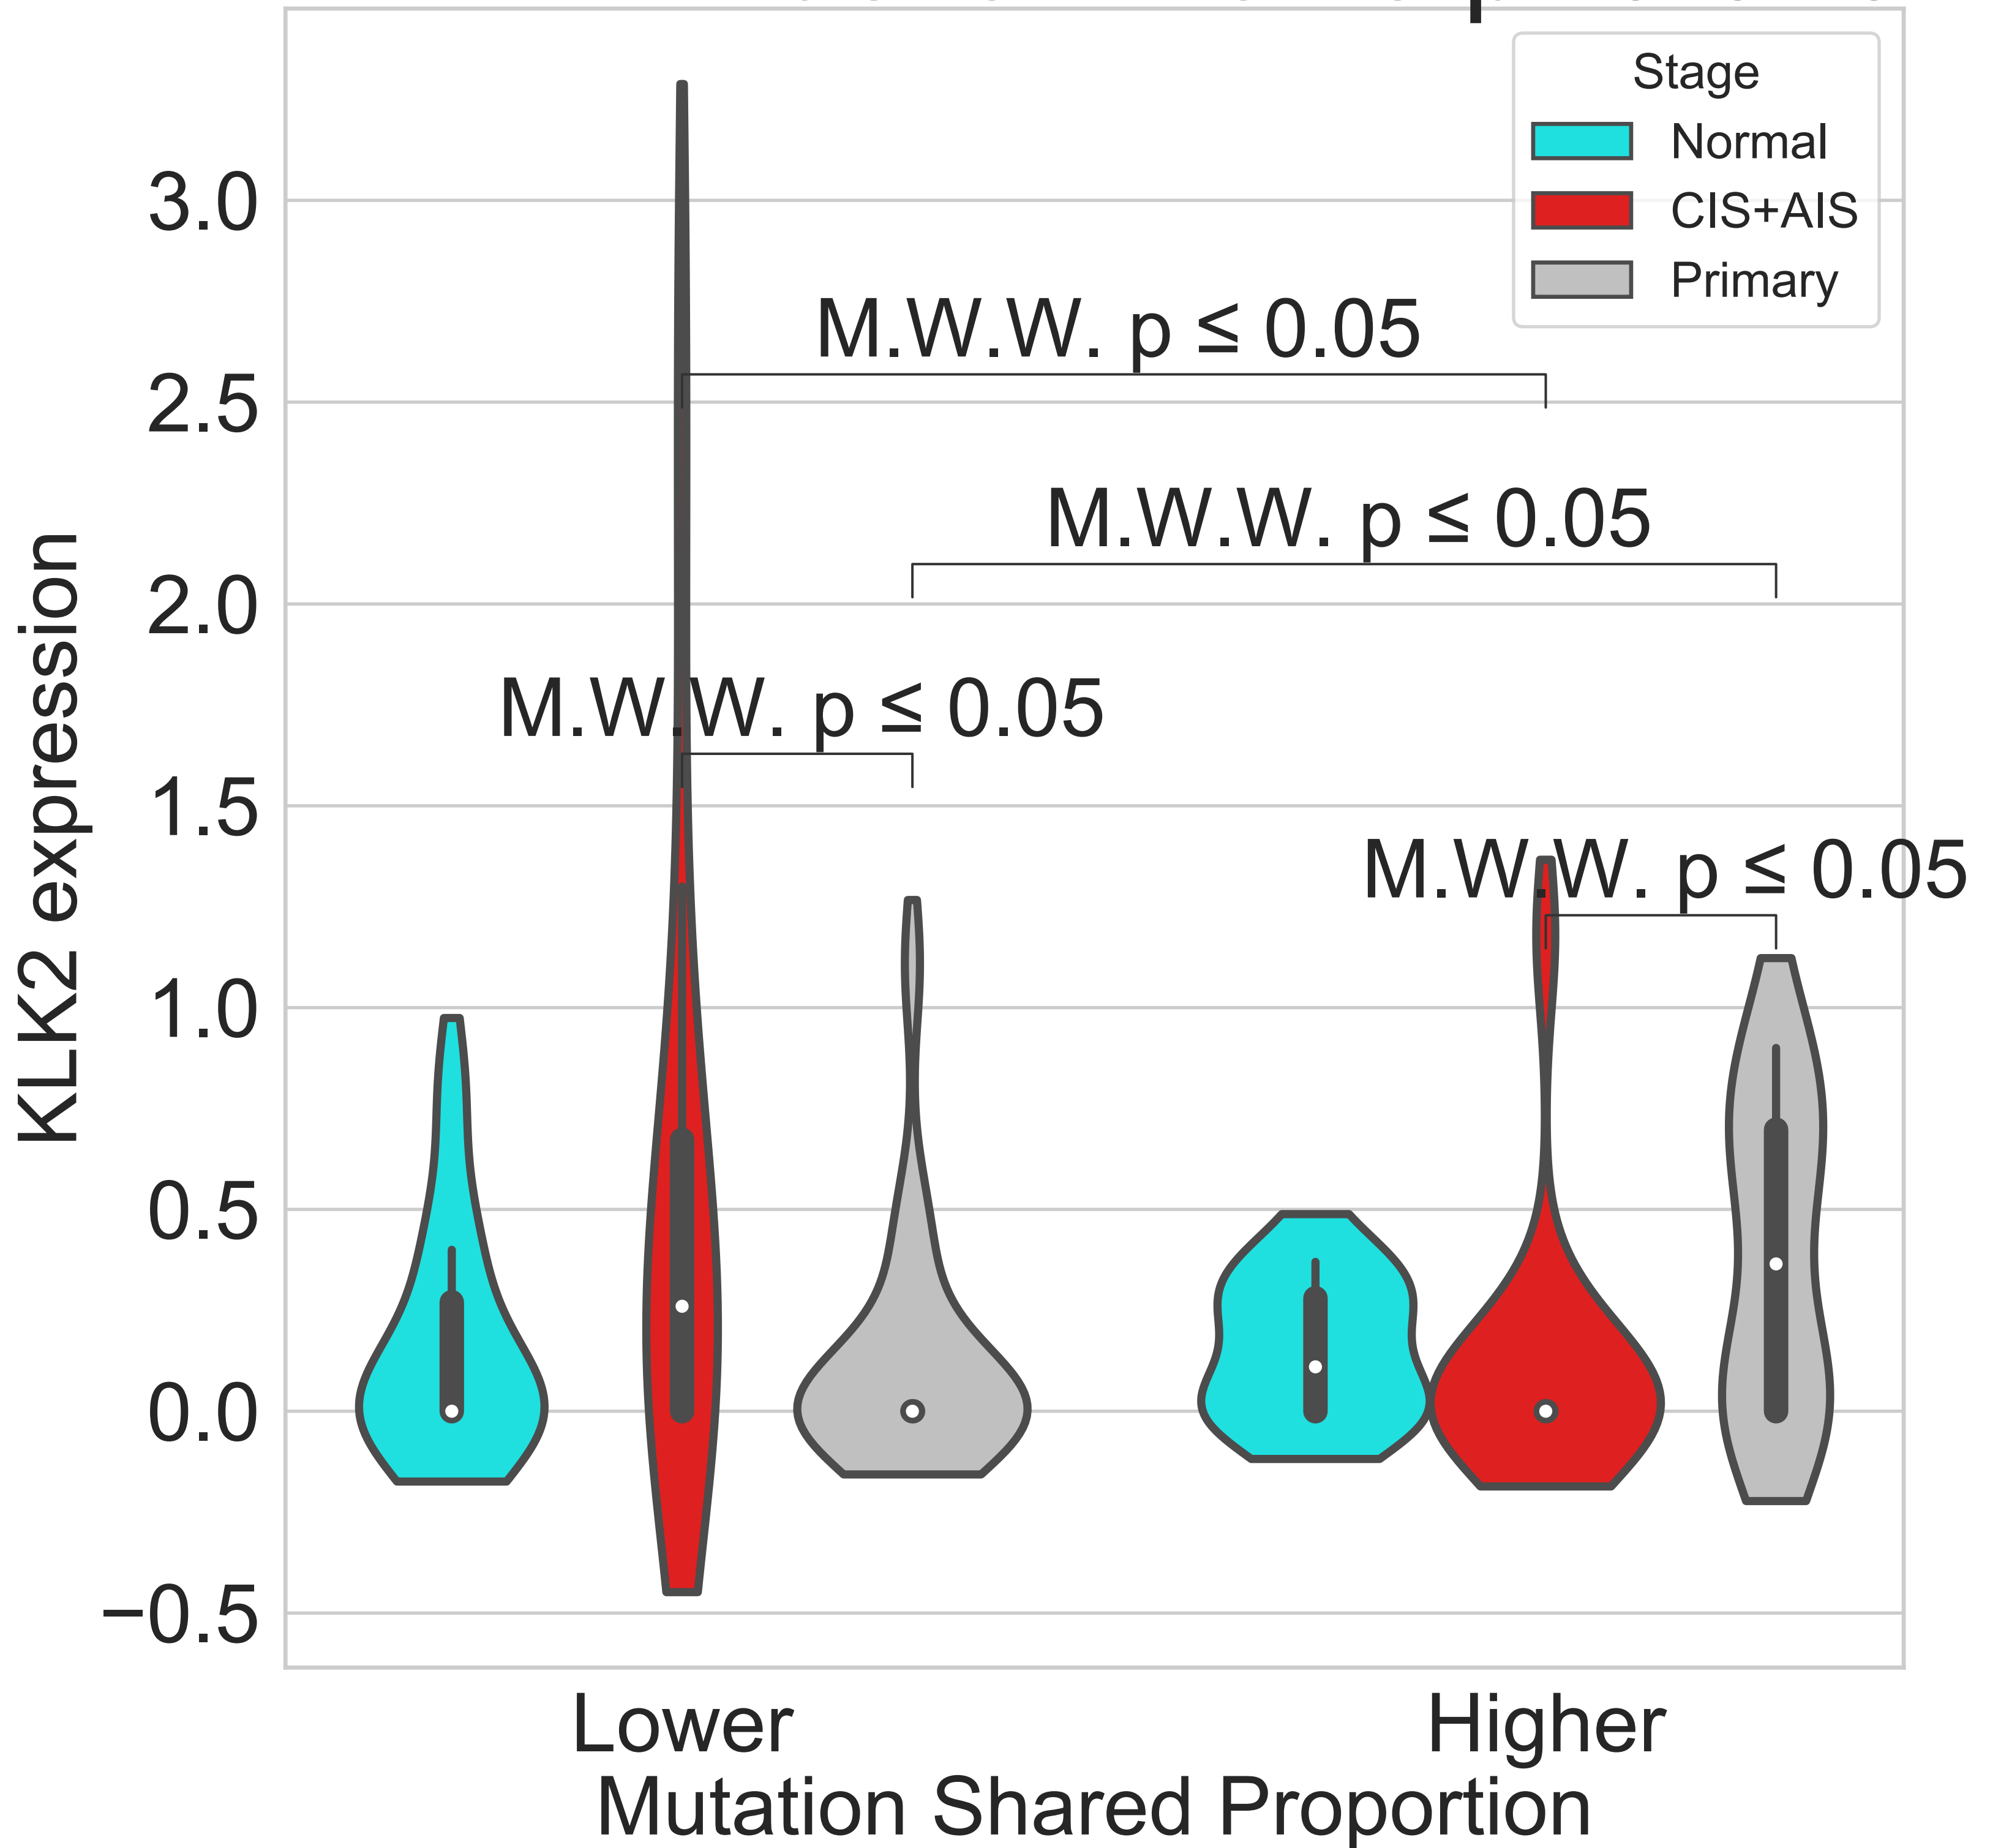 Stage
Normal
CIS+AIS
Primary
M.W.W. p ≤ 0.05
M.W.W. p ≤ 0.05
M.W.W. p ≤ 0.05
M.W.W. p ≤ 0.05
3.0
2.5
2.0
1.5
1.0
0.5
0.0
−0.5
KLK2 expression
Lower
Higher
Mutation Shared Proportion